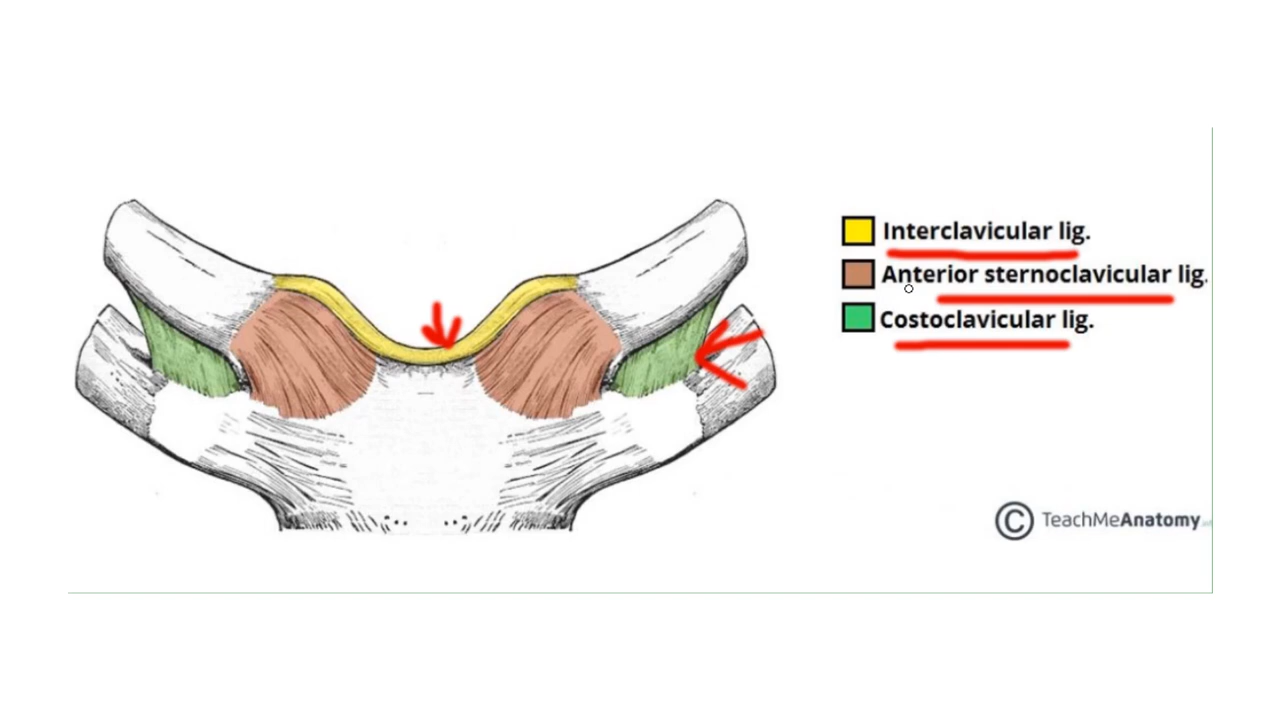 Interclavicular lig.
Anterior sternoclavicular lig.
Costoclavicular lig.
© TeachMeAnatomy